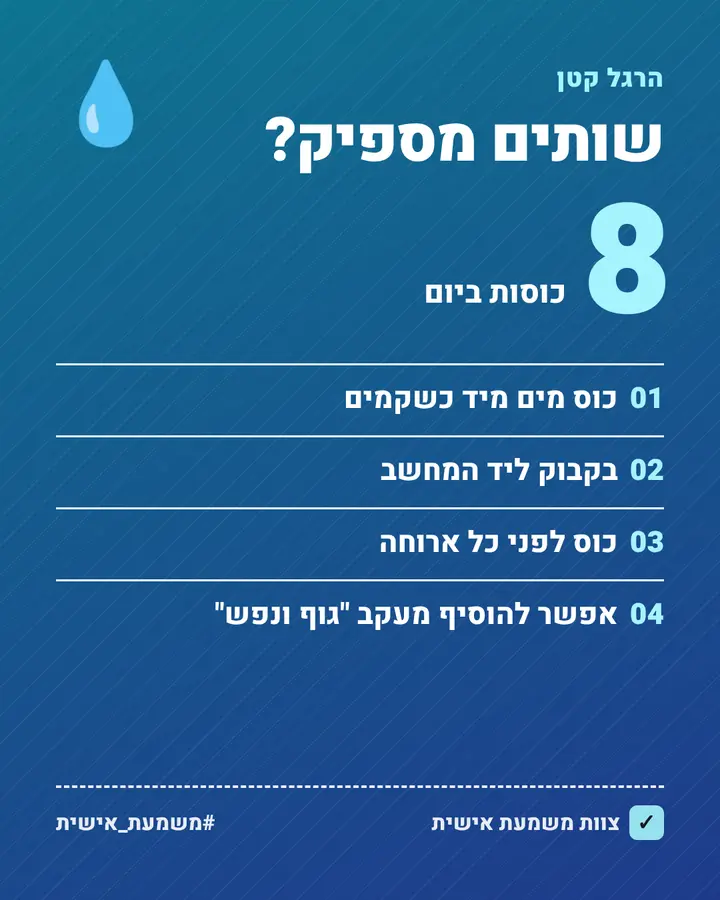 הרגל קטן
שותים מספיק?
8 כוסות ביום
01 כוס מים מיד כשקמים
02 בקבוק ליד המחשב
03 כוס לפני כל ארוחה
04 אפשר להוסיף מעקב "גוף ונפש"
✓ צוות משמעת אישית
#משמעת_אישית